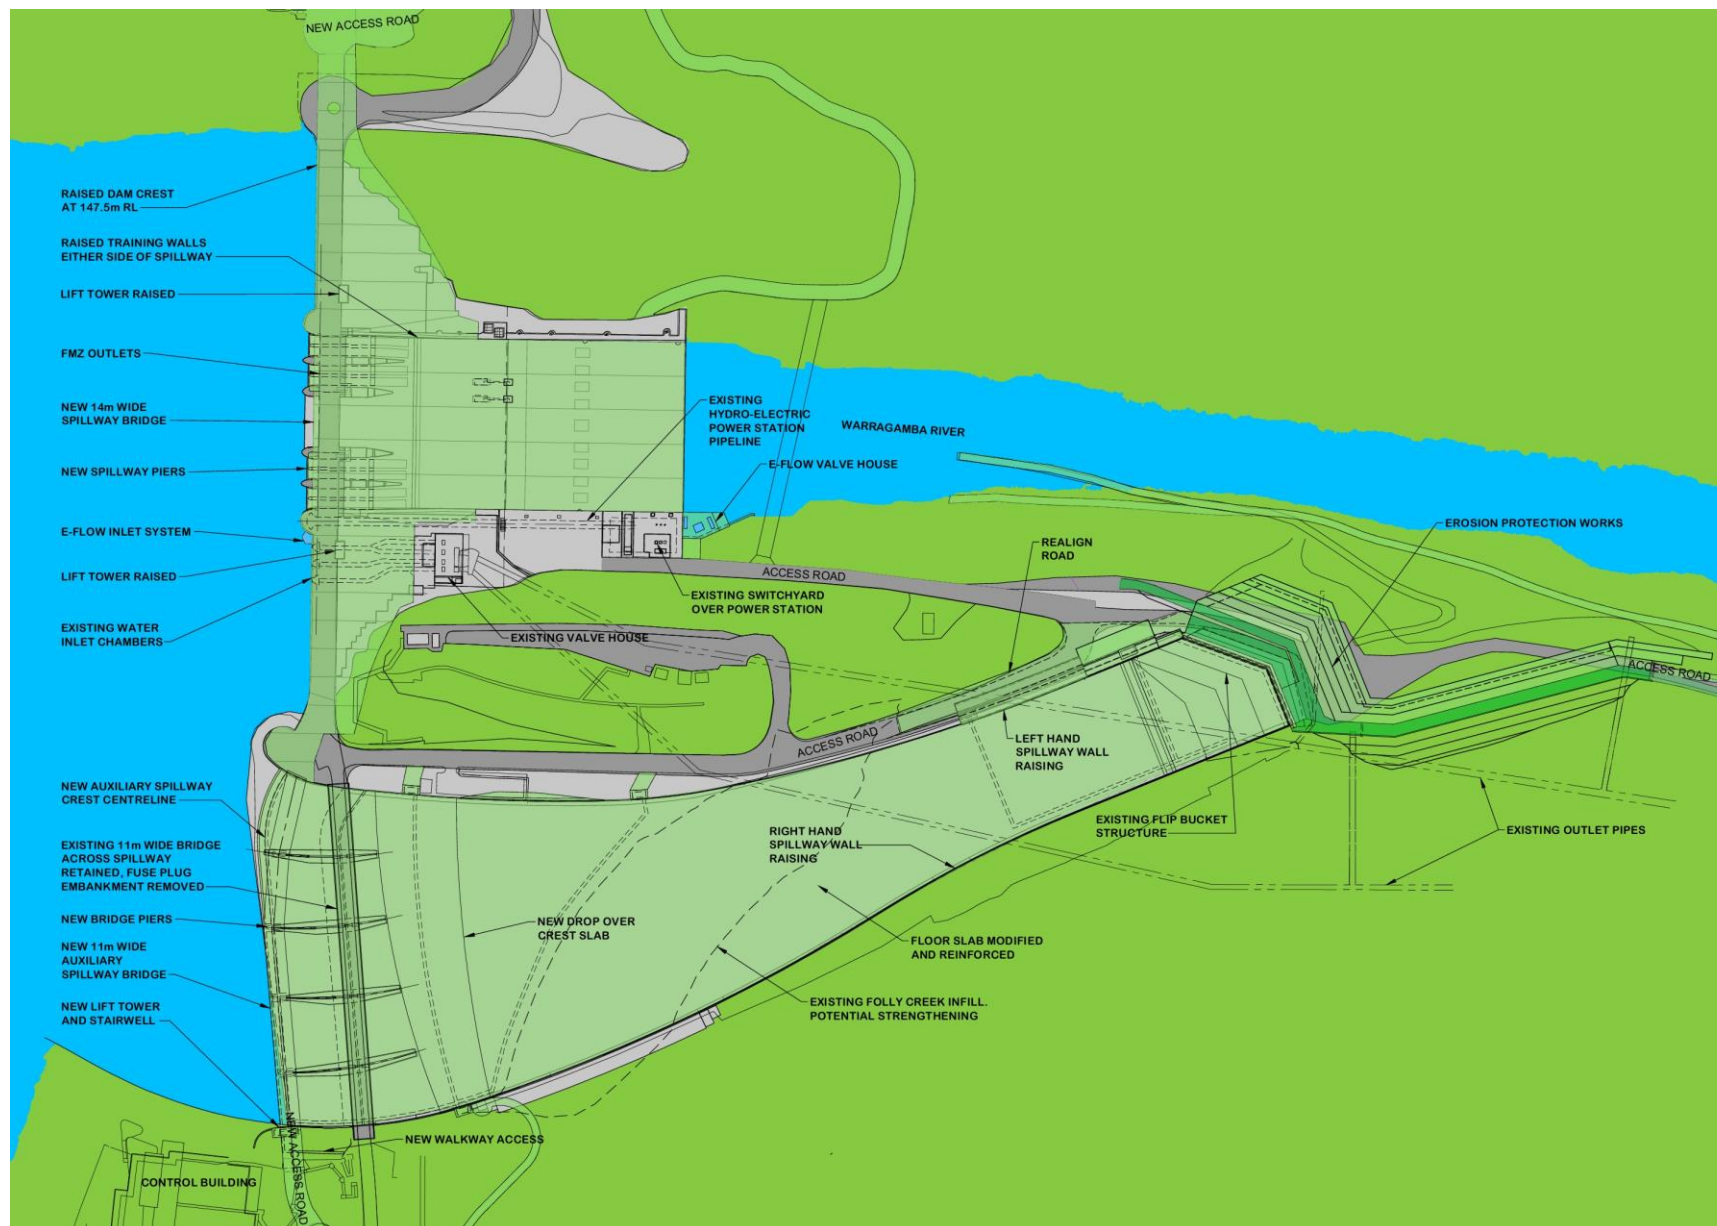 NEW ACCESS ROAD
RAISED DAM CREST
AT 147.5m RL
RAISED TRAINING WALLS
EITHER SIDE OF SPILLWAY
LIFT TOWER RAISED
FMZ OUTLETS
NEW 14m WIDE
SPILLWAY BRIDGE
NEW SPILLWAY PIERS
E-FLOW INLET SYSTEM
LIFT TOWER RAISED
EXISTING WATER
INLET CHAMBERS
EXISTING
HYDRO-ELECTRIC
POWER STATION
PIPELINE
WARRAGAMBA RIVER
E-FLOW VALVE HOUSE
EROSION PROTECTION WORKS
REALIGN
ROAD
ACCESS ROAD
EXISTING SWITCHYARD
OVER POWER STATION
EXISTING VALVE HOUSE
ACCESS ROAD
ACCESS ROAD
LEFT HAND
SPILLWAY WALL
RAISING
NEW AUXILIARY SPILLWAY
CREST CENTRELINE
EXISTING 11m WIDE BRIDGE
ACROSS SPILLWAY
RETAINED, FUSE PLUG
EMBANKMENT REMOVED
NEW BRIDGE PIERS
NEW 11m WIDE
AUXILIARY
SPILLWAY BRIDGE
NEW LIFT TOWER
AND STAIRWELL
RIGHT HAND
SPILLWAY WALL
RAISING
EXISTING FLIP BUCKET
STRUCTURE
EXISTING OUTLET PIPES
NEW DROP OVER
CREST SLAB
FLOOR SLAB MODIFIED
AND REINFORCED
EXISTING FOLLY CREEK INFILL.
POTENTIAL STRENGTHENING
NEW WALKWAY ACCESS
NEW ACCESS ROAD
CONTROL BUILDING